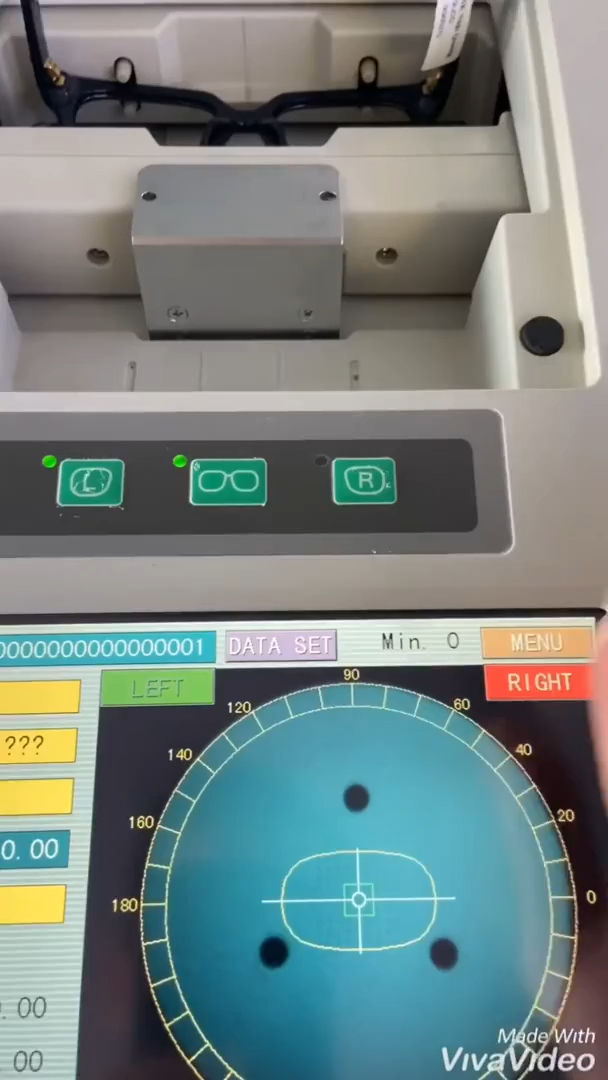 L
R
0000000000000001
DATA SET
Min. 0
MENU
LEFT
RIGHT
90
120
60
140
40
???
160
20
0.00
180
0
.00
00
Made With
VivaVideo